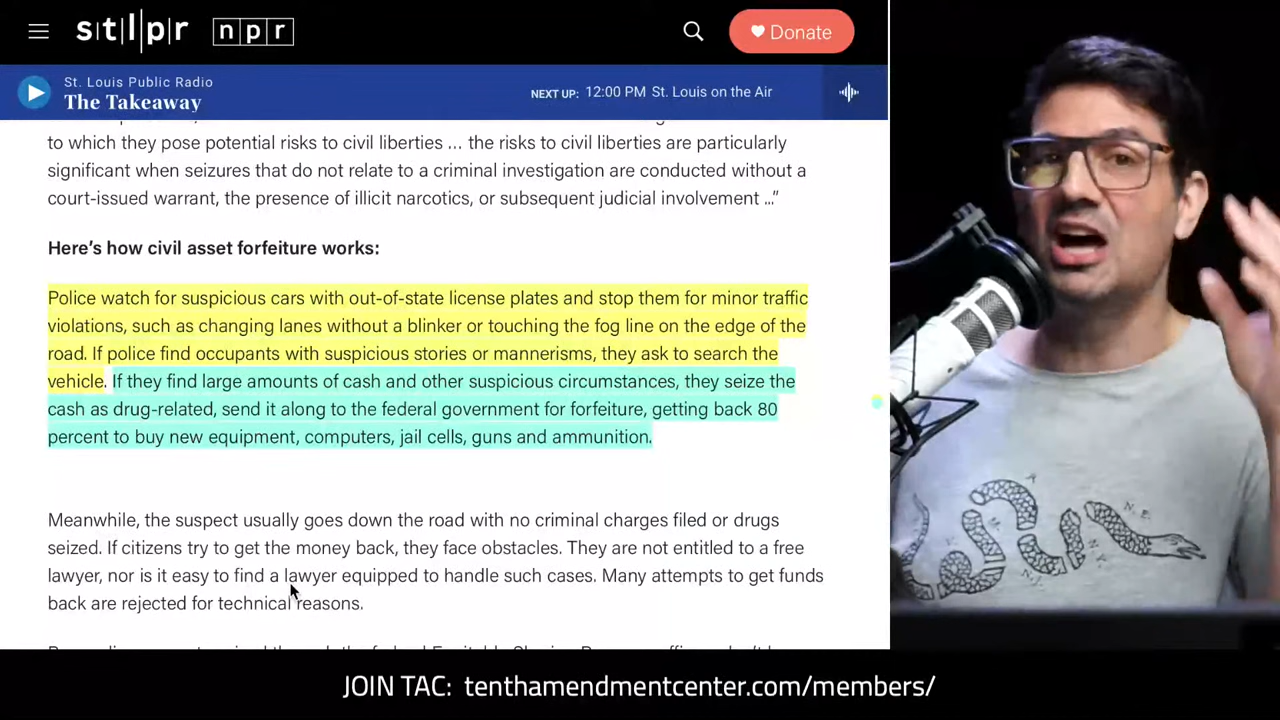 stlpr npr
Donate
St. Louis Public Radio
The Takeaway
NEXT UP: 12:00 PM St. Louis on the Air
to which they pose potential risks to civil liberties … the risks to civil liberties are particularly
significant when seizures that do not relate to a criminal investigation are conducted without a
court-issued warrant, the presence of illicit narcotics, or subsequent judicial involvement ...”
Here’s how civil asset forfeiture works:
Police watch for suspicious cars with out-of-state license plates and stop them for minor traffic
violations, such as changing lanes without a blinker or touching the fog line on the edge of the
road. If police find occupants with suspicious stories or mannerisms, they ask to search the
vehicle. If they find large amounts of cash and other suspicious circumstances, they seize the
cash as drug-related, send it along to the federal government for forfeiture, getting back 80
percent to buy new equipment, computers, jail cells, guns and ammunition.
Meanwhile, the suspect usually goes down the road with no criminal charges filed or drugs
seized. If citizens try to get the money back, they face obstacles. They are not entitled to a free
lawyer, nor is it easy to find a lawyer equipped to handle such cases. Many attempts to get funds
back are rejected for technical reasons.
N.E.
JOIN TAC: tenthamendmentcenter.com/members/